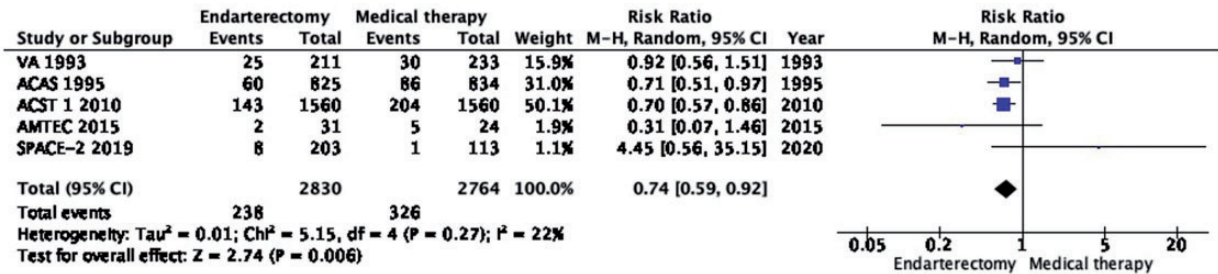 Endarterectomy Medical therapy Risk Ratio Risk Ratio
Study or Subgroup Events Total Events Total Weight M-H, Random, 95% CI Year M-H, Random, 95% CI
VA 1993 25 211 30 233 15.9% 0.92 [0.56, 1.51] 1993
ACAS 1995 60 825 86 834 31.0% 0.71 [0.51, 0.97] 1995
ACST 1 2010 143 1560 204 1560 50.1% 0.70 [0.57, 0.86] 2010
AMTEC 2015 2 31 5 24 1.9% 0.31 [0.07, 1.46] 2015
SPACE-2 2019 8 203 1 113 1.1% 4.45 [0.56, 35.15] 2020
Total (95% CI) 2830 2764 100.0% 0.74 [0.59, 0.92]
Total events 238 326
Heterogeneity: Tau² = 0.01; Chi² = 5.15, df = 4 (P = 0.27); I² = 22%
Test for overall effect: Z = 2.74 (P = 0.006)
0.05 0.2 1 5 20
Endarterectomy Medical therapy